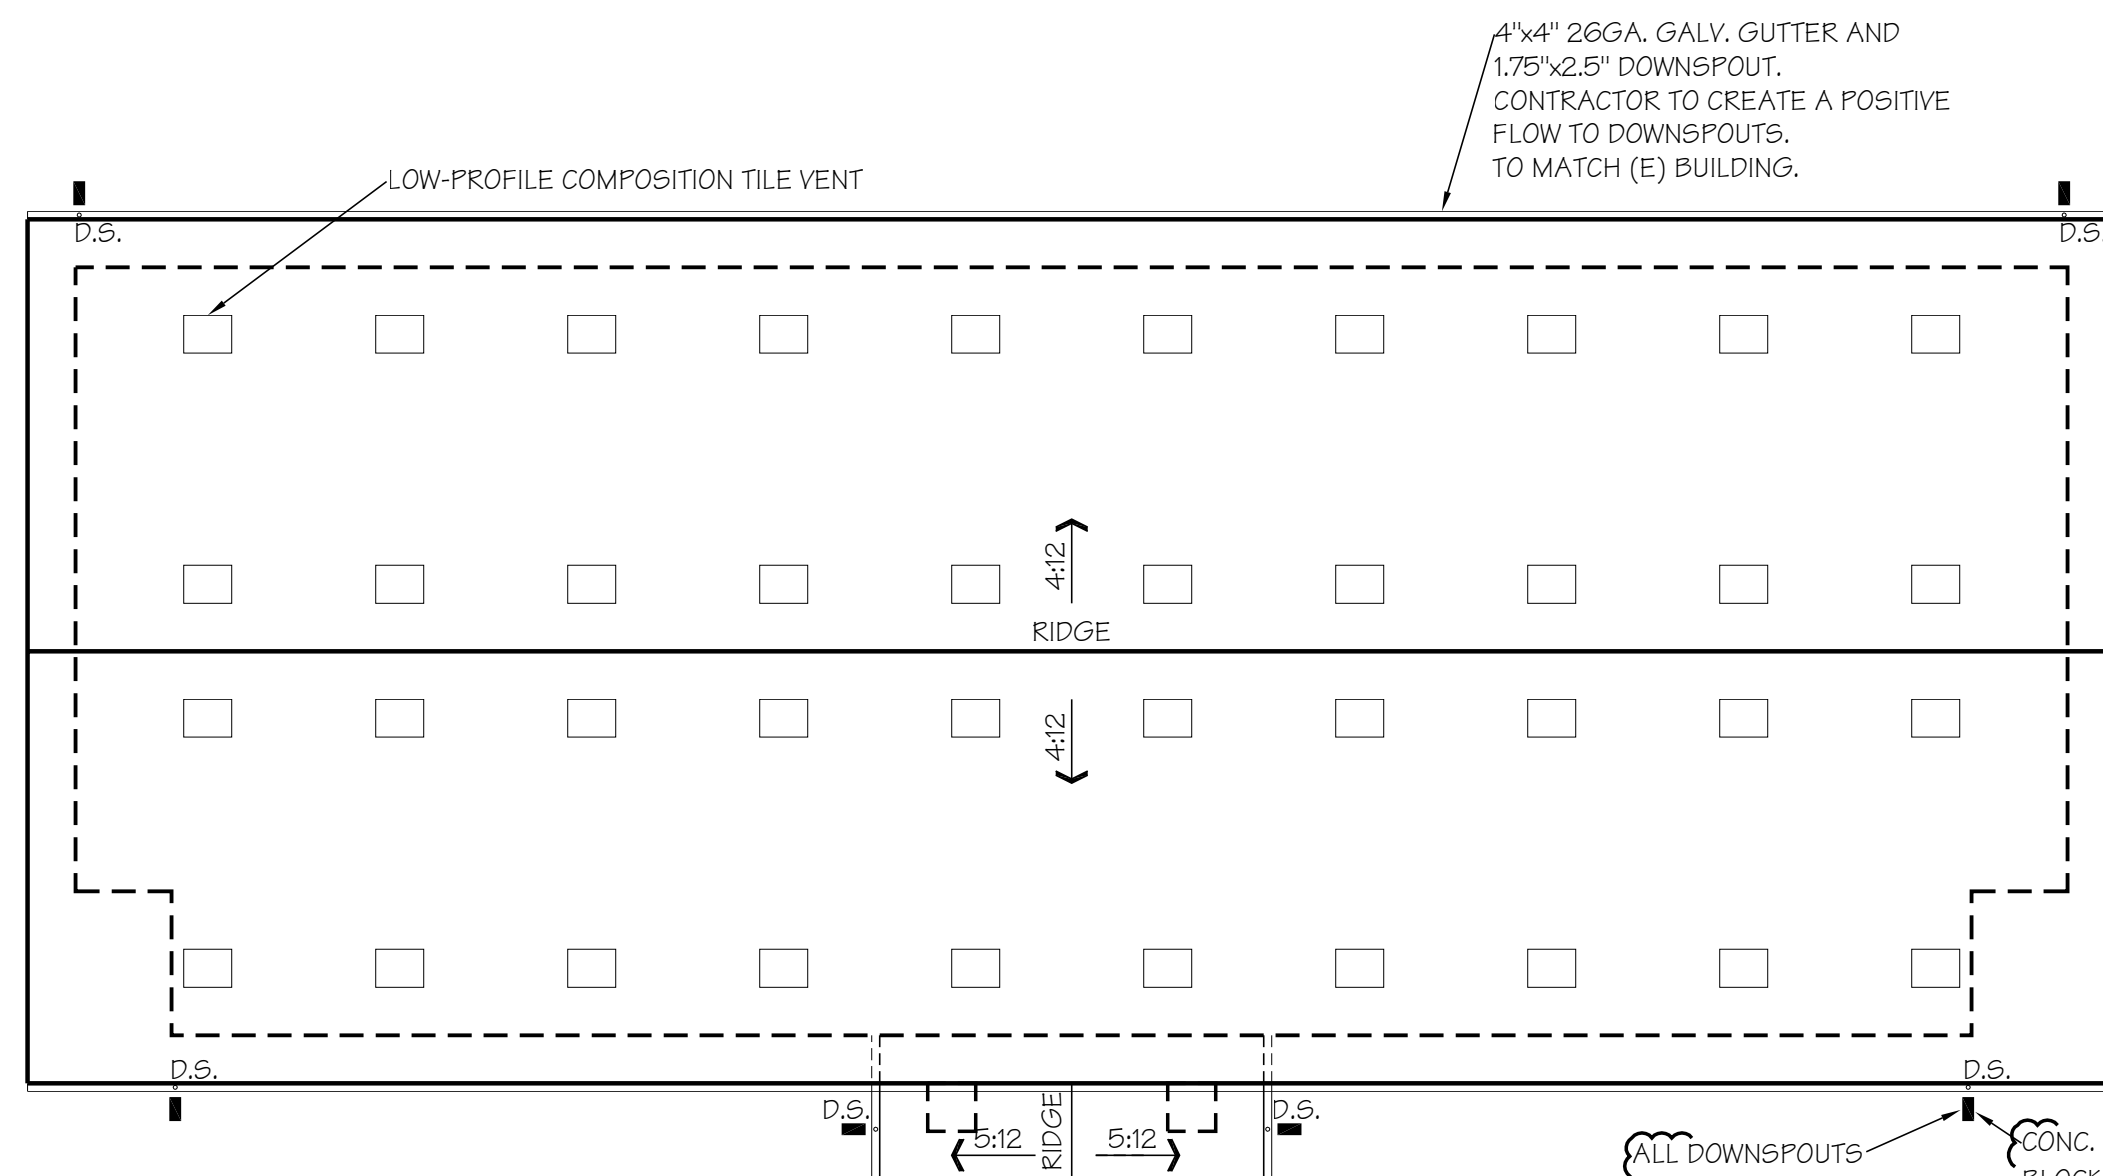 4"x4" 26GA. GALV. GUTTER AND
1.75"x2.5" DOWNSPOUT.
CONTRACTOR TO CREATE A POSITIVE
FLOW TO DOWNSPOUTS.
TO MATCH (E) BUILDING.
LOW-PROFILE COMPOSITION TILE VENT
D.S.
D.S.
4:12
RIDGE
4:12
D.S.
D.S.
D.S.
D.S.
5:12
RIDGE
5:12
ALL DOWNSPOUTS
CONC.